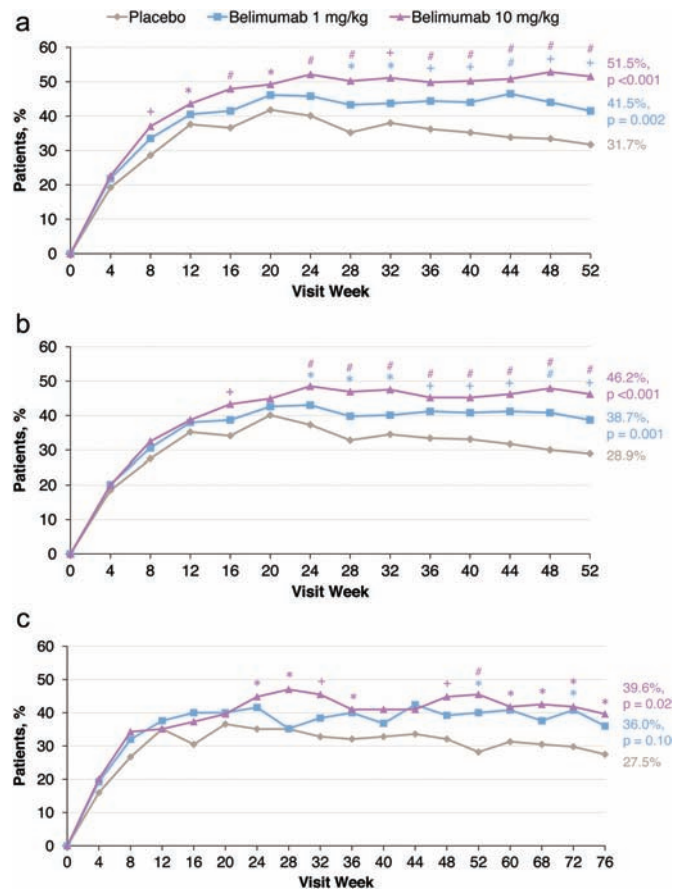 a
Placebo Belimumab 1 mg/kg Belimumab 10 mg/kg
Patients, %
60
50
40
30
20
10
0
+ * # * # # + # # # # #
* * + + # + +
51.5%,
p <0.001
41.5%,
p = 0.002
31.7%
0 4 8 12 16 20 24 28 32 36 40 44 48 52
Visit Week
b
Patients, %
60
50
40
30
20
10
0
+ # # # # # # # #
* * * + + + # +
46.2%,
p <0.001
38.7%,
p = 0.001
28.9%
0 4 8 12 16 20 24 28 32 36 40 44 48 52
Visit Week
c
Patients, %
60
50
40
30
20
10
0
* * + * + # * * * *
* *
39.6%,
p = 0.02
36.0%,
p = 0.10
27.5%
0 4 8 12 16 20 24 28 32 36 40 44 48 52 60 68 72 76
Visit Week